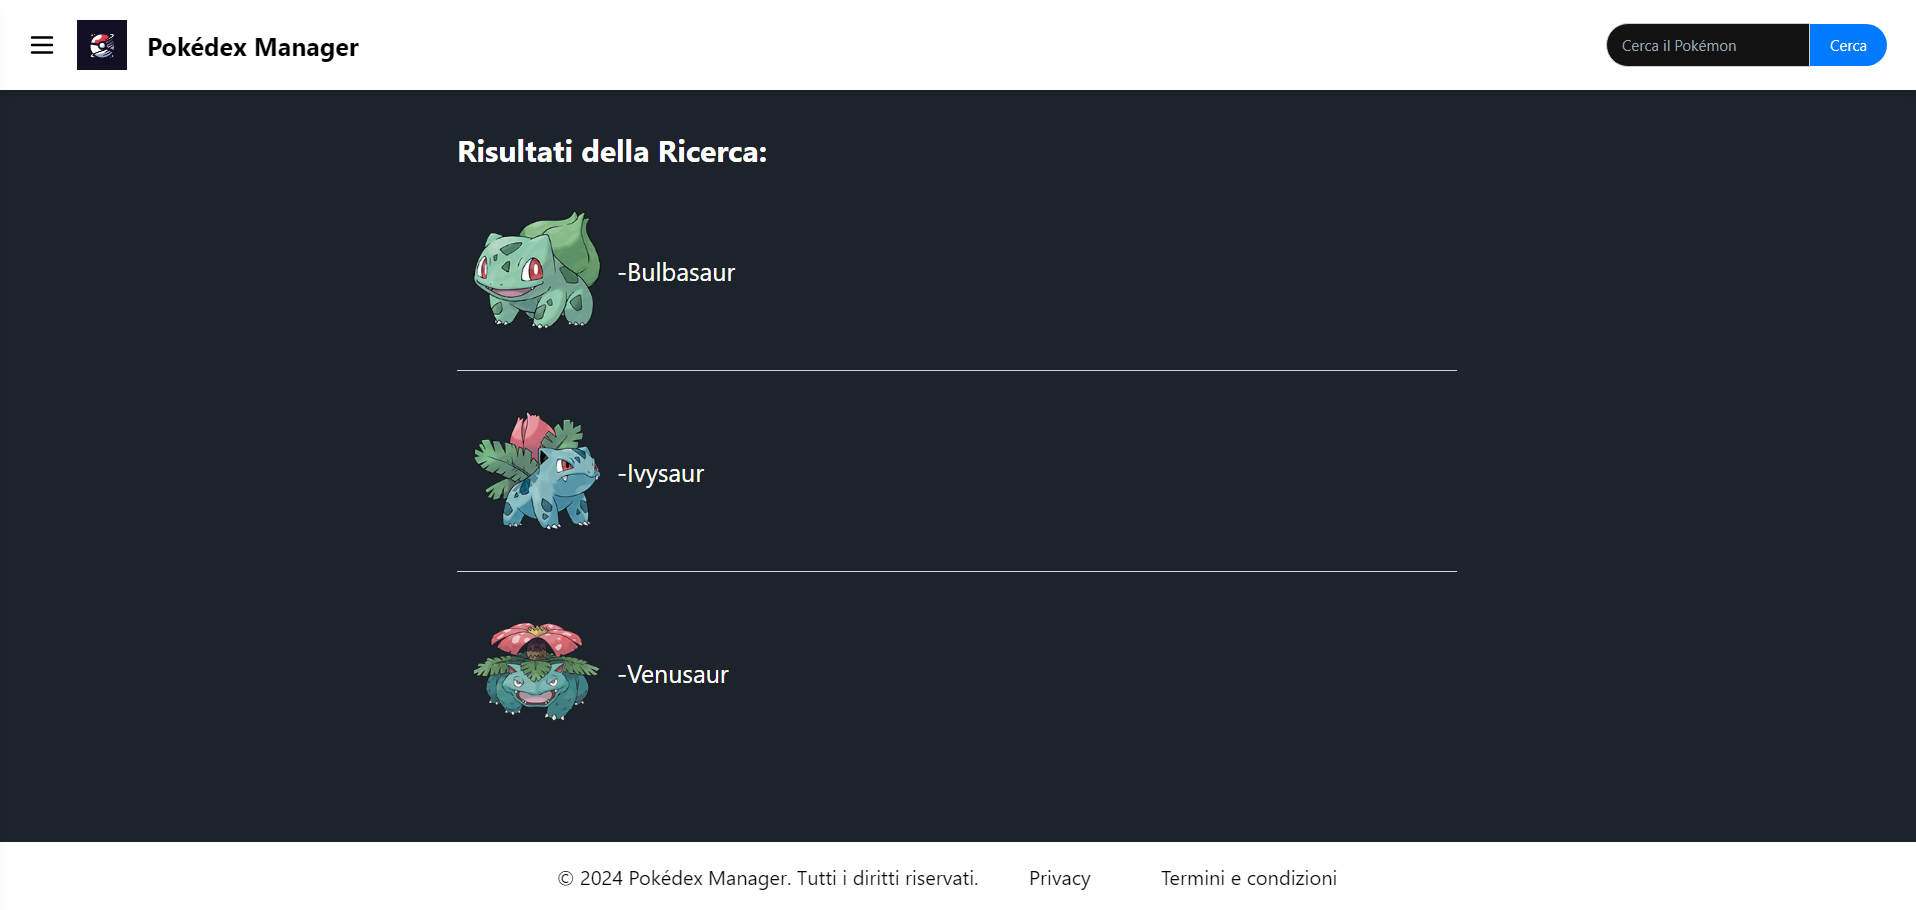 Pokédex Manager
Cerca il Pokémon
Cerca
Risultati della Ricerca:
-Bulbasaur
-Ivysaur
-Venusaur
© 2024 Pokédex Manager. Tutti i diritti riservati.
Privacy
Termini e condizioni